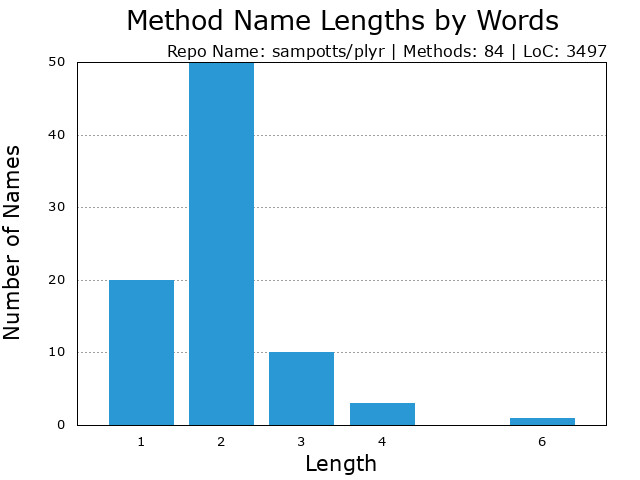 Method Name Lengths by Words
Repo Name: sampotts/plyr | Methods: 84 | LoC: 3497
Number of Names
50
40
30
20
10
0
1 2 3 4 6
Length